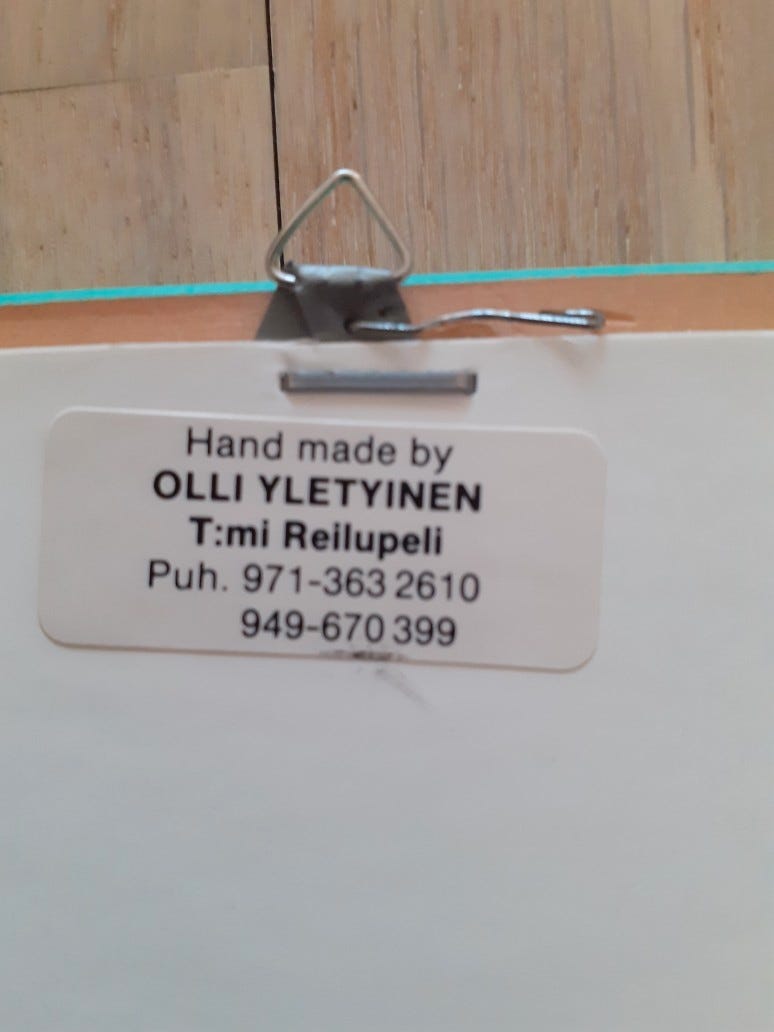 Hand made by
OLLI YLETYINEN
T:mi Reilupeli
Puh. 971-363 2610
949-670 399